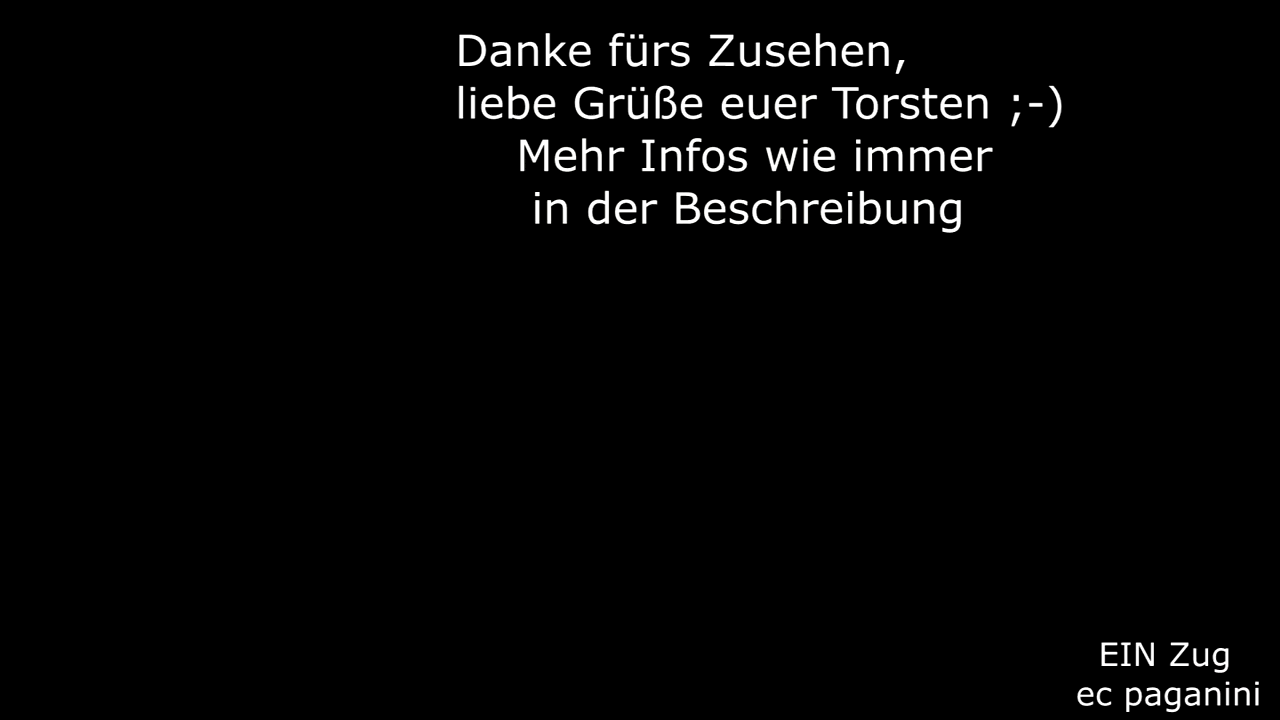 Danke fürs Zusehen,
liebe Grüße euer Torsten ;-)
Mehr Infos wie immer
in der Beschreibung
EIN Zug
ec paganini